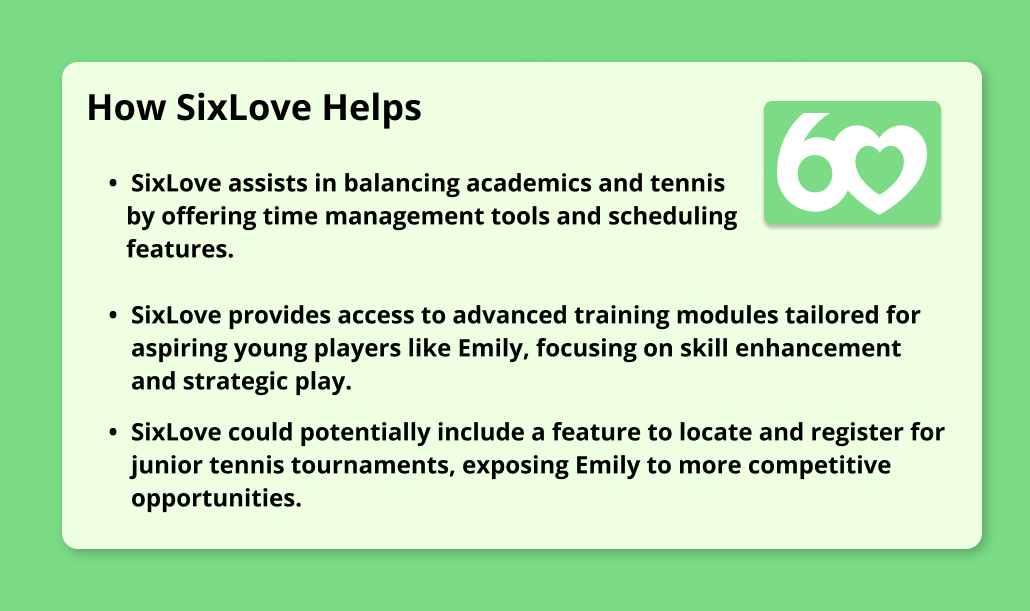 How SixLove Helps
6
• SixLove assists in balancing academics and tennis
by offering time management tools and scheduling
features.
• SixLove provides access to advanced training modules tailored for
aspiring young players like Emily, focusing on skill enhancement
and strategic play.
• SixLove could potentially include a feature to locate and register for
junior tennis tournaments, exposing Emily to more competitive
opportunities.